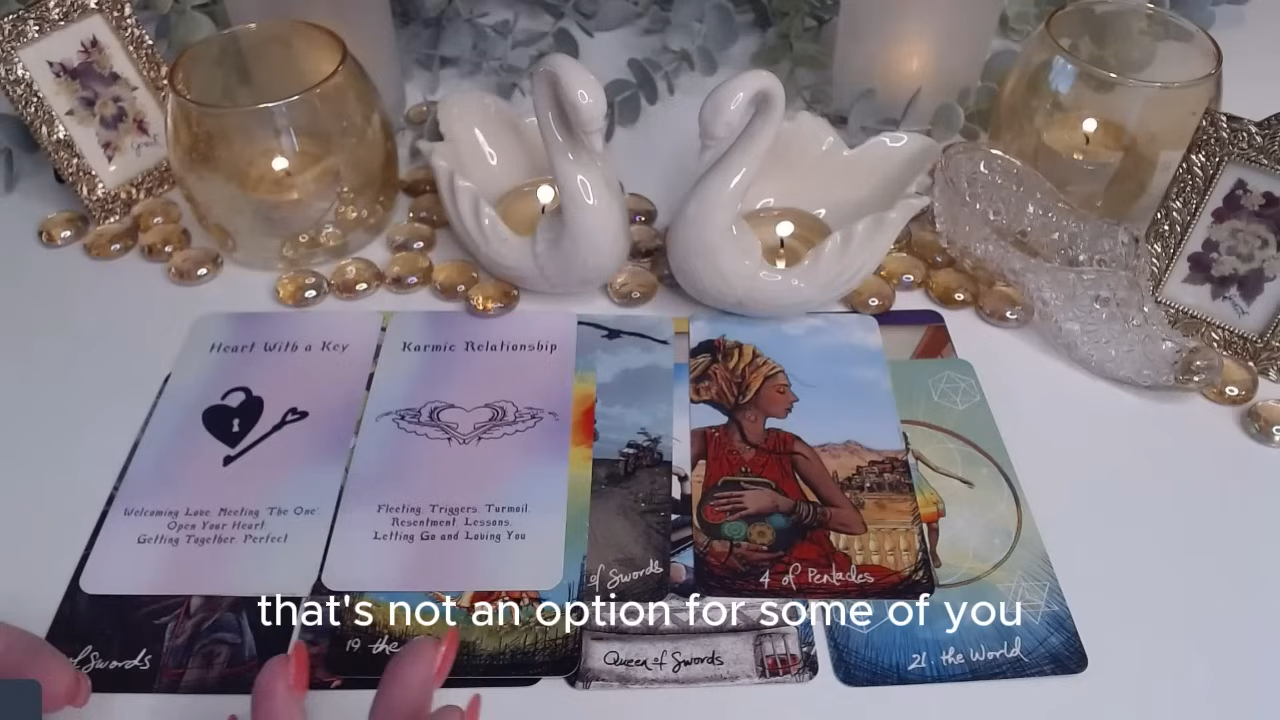 Heart With a Key
Welcoming Love. Meeting 'The One'.
Open Your Heart.
Getting Together. Perfect
Karmic Relationship
Fleeting. Triggers. Turmoil.
Resentment. Lessons.
Letting Go and Loving You
of Swords
4 of Pentacles
that's not an option for some of you
of Swords
19 the
Queen of Swords
21. the World